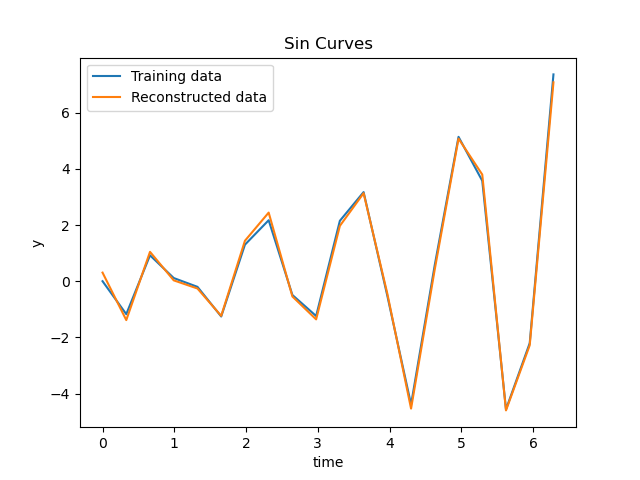 Sin Curves
Training data
Reconstructed data
6
4
2
0
−2
−4
y
0 1 2 3 4 5 6
time